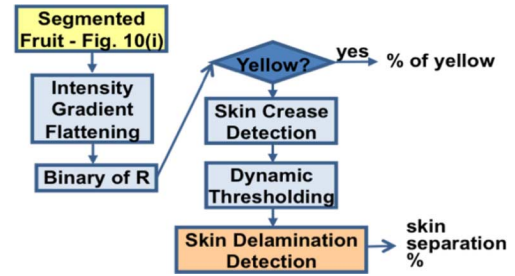 Segmented
Fruit - Fig. 10(i)
Intensity
Gradient
Flattening
Binary of R
Yellow?
yes
% of yellow
Skin Crease
Detection
Dynamic
Thresholding
Skin Delamination
Detection
skin
separation
%